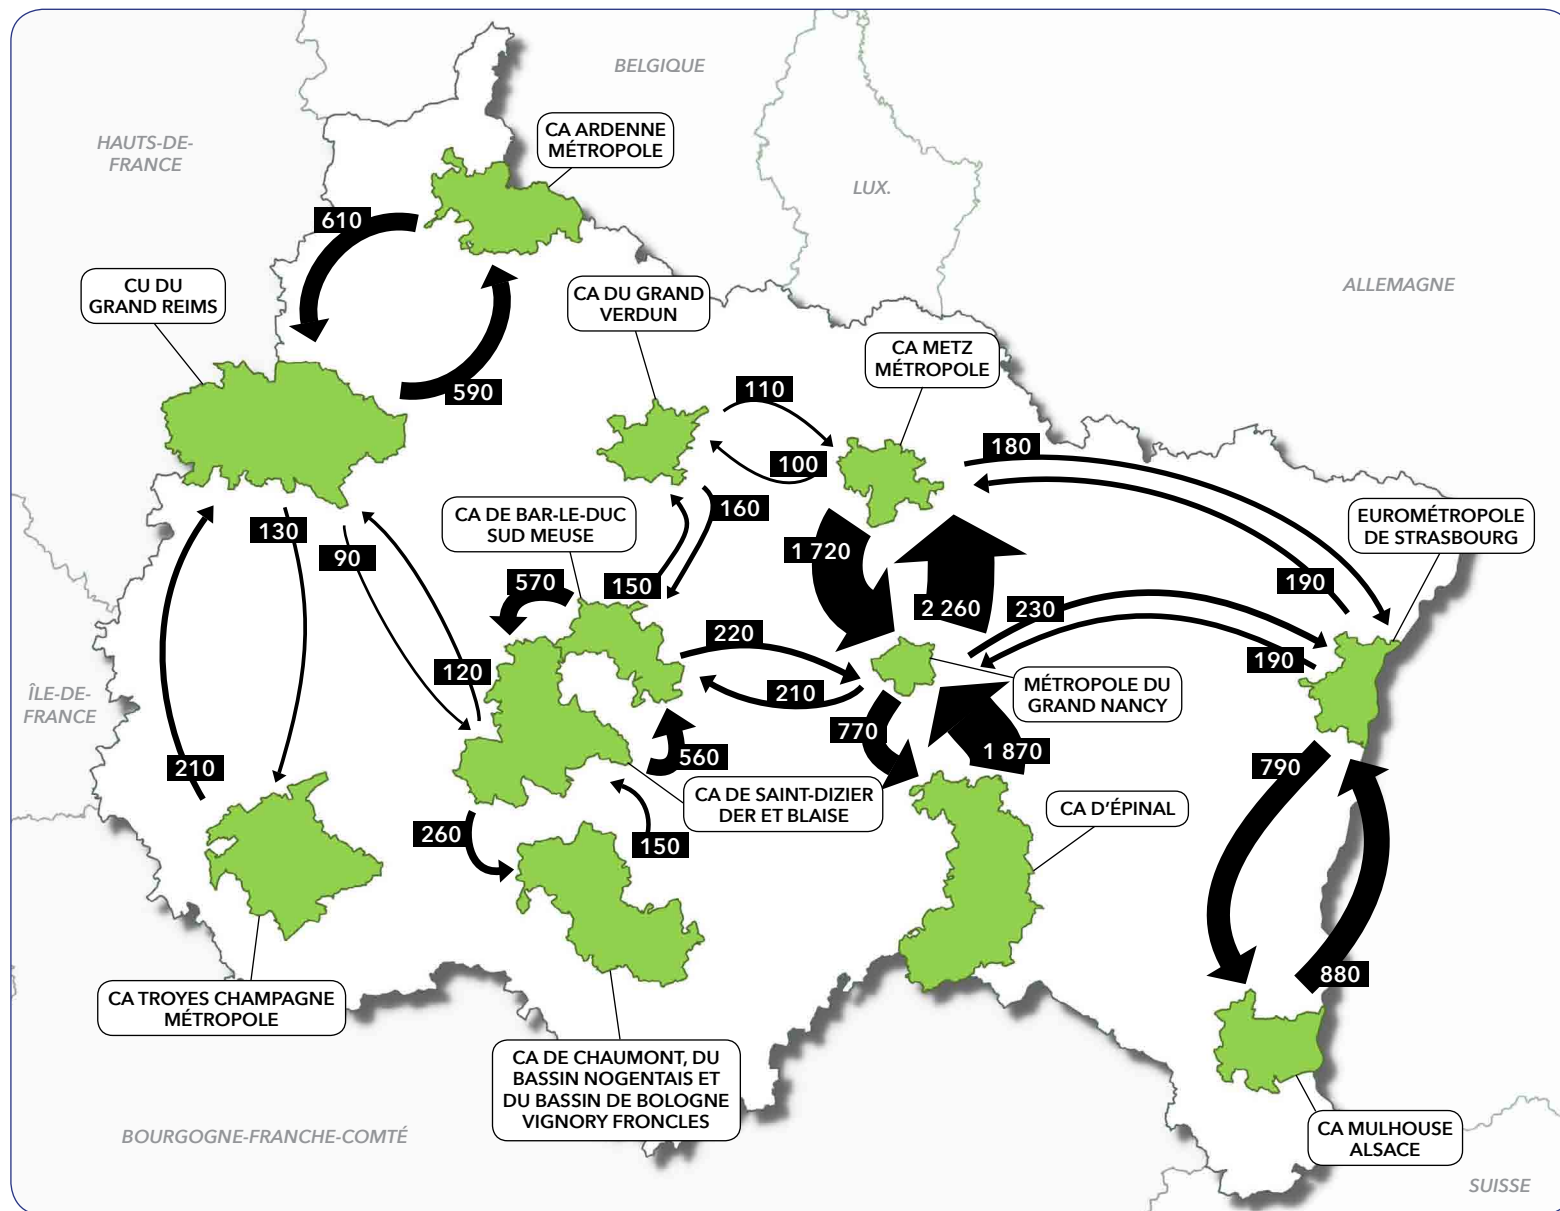 BELGIQUE
HAUTS-DE-
FRANCE
CA ARDENNE
MÉTROPOLE
LUX.
610
CU DU
GRAND REIMS
CA DU GRAND
VERDUN
ALLEMAGNE
CA METZ
MÉTROPOLE
590
110
180
100
130
90
CA DE BAR-LE-DUC
SUD MEUSE
160
1 720
EUROMÉTROPOLE
DE STRASBOURG
570
150
2 260
230
190
220
190
120
210
ÎLE-DE-
FRANCE
MÉTROPOLE DU
GRAND NANCY
770
1 870
560
210
790
CA DE SAINT-DIZIER
DER ET BLAISE
CA D'ÉPINAL
260
150
880
CA TROYES CHAMPAGNE
MÉTROPOLE
CA DE CHAUMONT, DU
BASSIN NOGENTAIS ET
DU BASSIN DE BOLOGNE
VIGNORY FRONCLES
BOURGOGNE-FRANCHE-COMTÉ
CA MULHOUSE
ALSACE
SUISSE